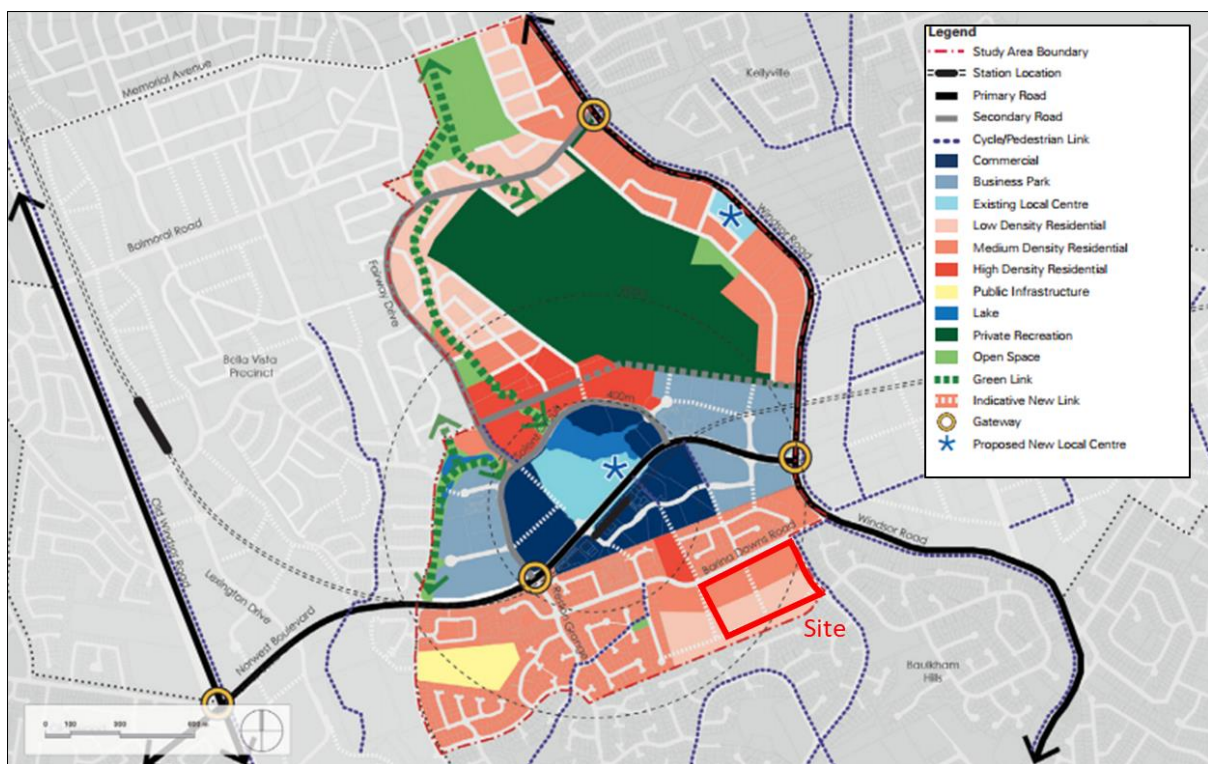 Legend
Study Area Boundary
Station Location
Primary Road
Secondary Road
Cycle/Pedestrian Link
Commercial
Business Park
Existing Local Centre
Low Density Residential
Medium Density Residential
High Density Residential
Public Infrastructure
Lake
Private Recreation
Open Space
Green Link
Indicative New Link
Gateway
Proposed New Local Centre
Memorial Avenue
Kellyville
Balmoral Road
Windsor Road
Fairway Drive
Bella Vista
Precinct
400m
Old Windsor Road
Lexington Drive
Norwest Boulevard
Barina Downs Road
Windsor Road
Reston Grange
Site
Baulkham
Hills